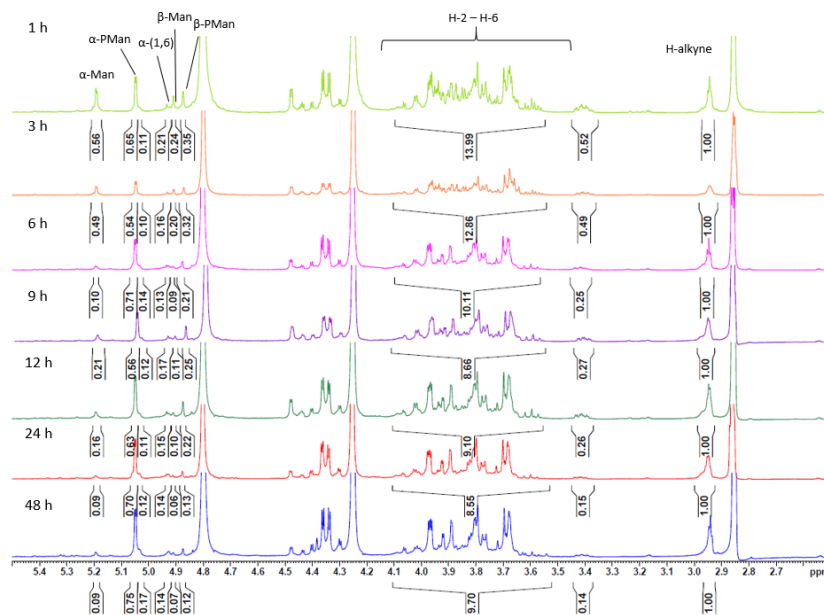 1 h
α-Man
α-PMan
α-(1,6)
β-Man
β-PMan
H-2 – H-6
H-alkyne
3 h
0.56 0.65 0.11 0.21 0.24 0.35 13.99 0.52 1.00
6 h
0.49 0.54 0.10 0.16 0.20 0.32 12.86 0.49 1.00
9 h
0.10 0.71 0.14 0.13 0.09 0.21 10.11 0.25 1.00
12 h
0.21 0.56 0.12 0.17 0.11 0.25 8.66 0.27 1.00
24 h
0.16 0.63 0.11 0.15 0.10 0.22 9.10 0.26 1.00
48 h
0.09 0.70 0.12 0.14 0.06 0.13 8.55 0.15 1.00
5.4 5.2 5.0 4.9 4.8 4.7 4.6 4.5 4.4 4.3 4.2 4.1 4.0 3.9 3.8 3.7 3.6 3.5 3.4 3.3 3.2 3.1 3.0 2.9 2.8 2.7 ppm
0.09 0.75 0.17 0.14 0.07 0.12 9.70 0.14 1.00